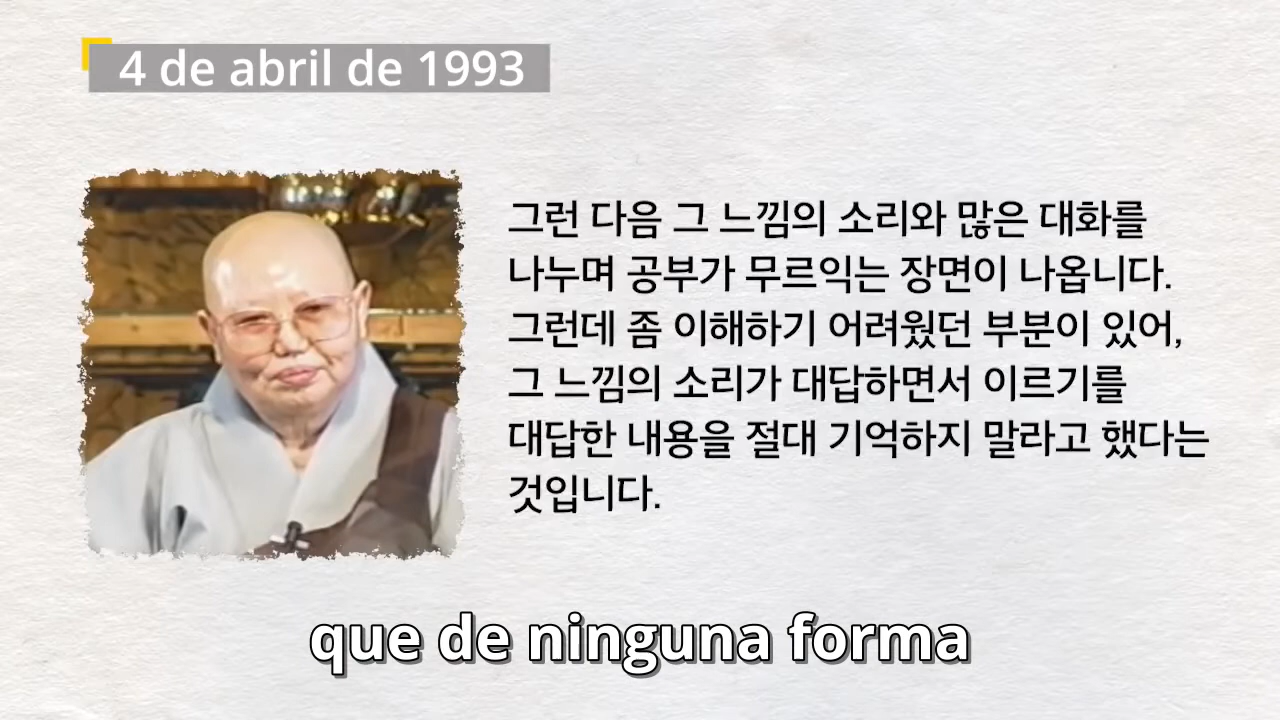 4 de abril de 1993
그런 다음 그 느낌의 소리와 많은 대화를
나누며 공부가 무르익는 장면이 나옵니다.
그런데 좀 이해하기 어려웠던 부분이 있어,
그 느낌의 소리가 대답하면서 이르기를
대답한 내용을 절대 기억하지 말라고 했다는
것입니다.
que de ninguna forma